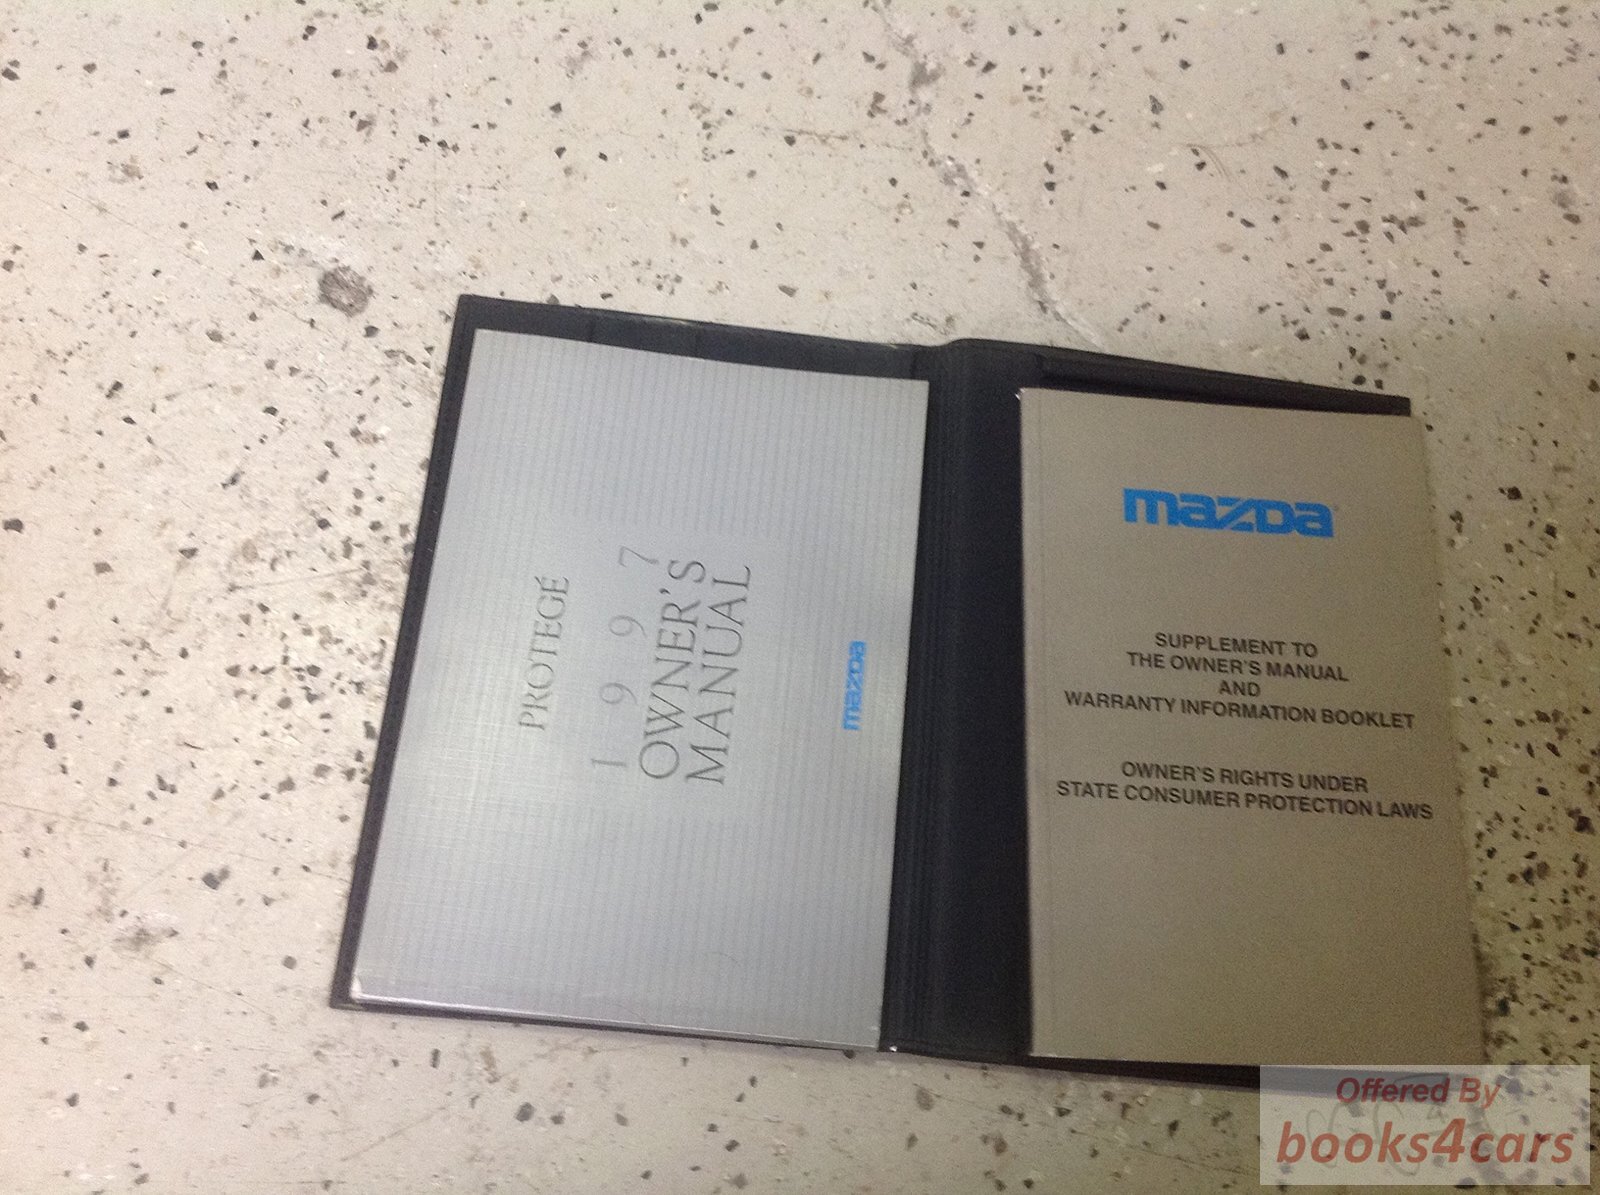 PROTEGÉ
1997
OWNER'S
MANUAL
mazda
mazda
SUPPLEMENT TO
THE OWNER'S MANUAL
AND
WARRANTY INFORMATION BOOKLET
OWNER'S RIGHTS UNDER
STATE CONSUMER PROTECTION LAWS
Offered By
books4cars